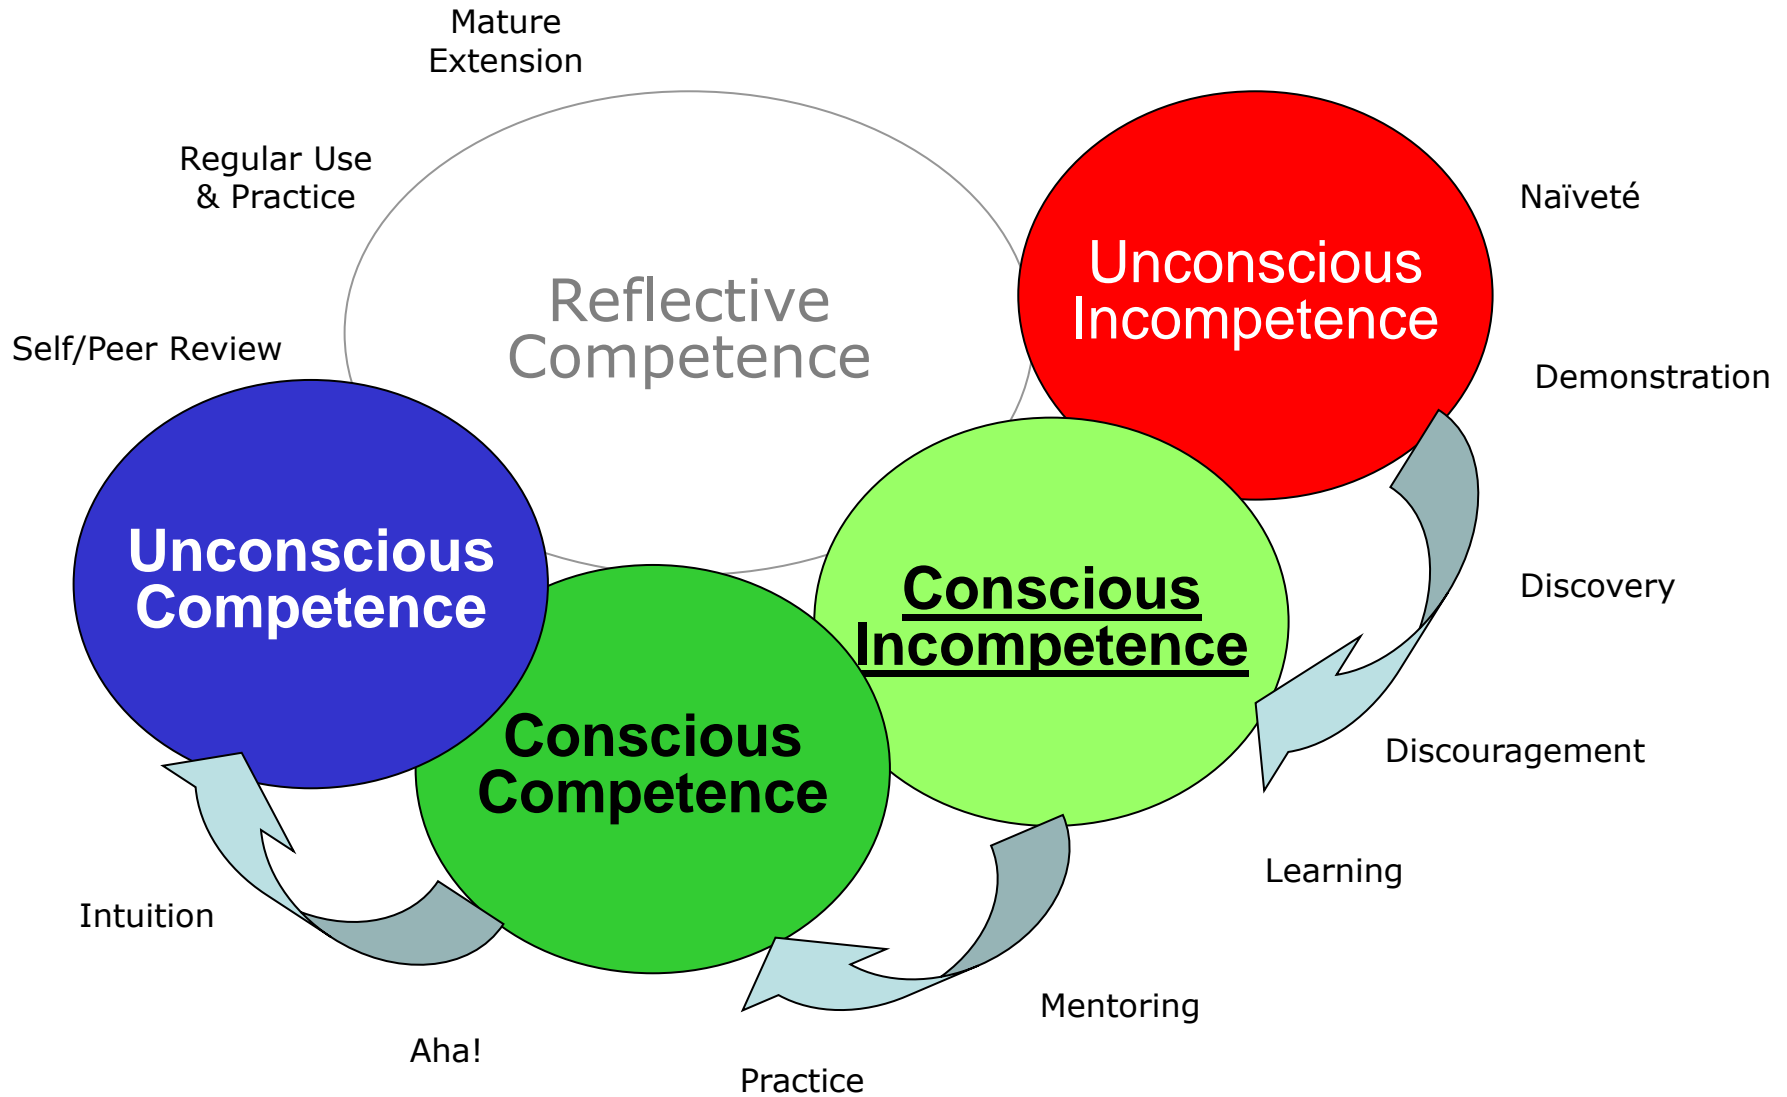 Mature
Extension
Regular Use
& Practice
Naïveté
Unconscious
Incompetence
Reflective
Competence
Self/Peer Review
Demonstration
Unconscious
Competence
Conscious
Incompetence
Discovery
Conscious
Competence
Discouragement
Learning
Intuition
Mentoring
Aha!
Practice